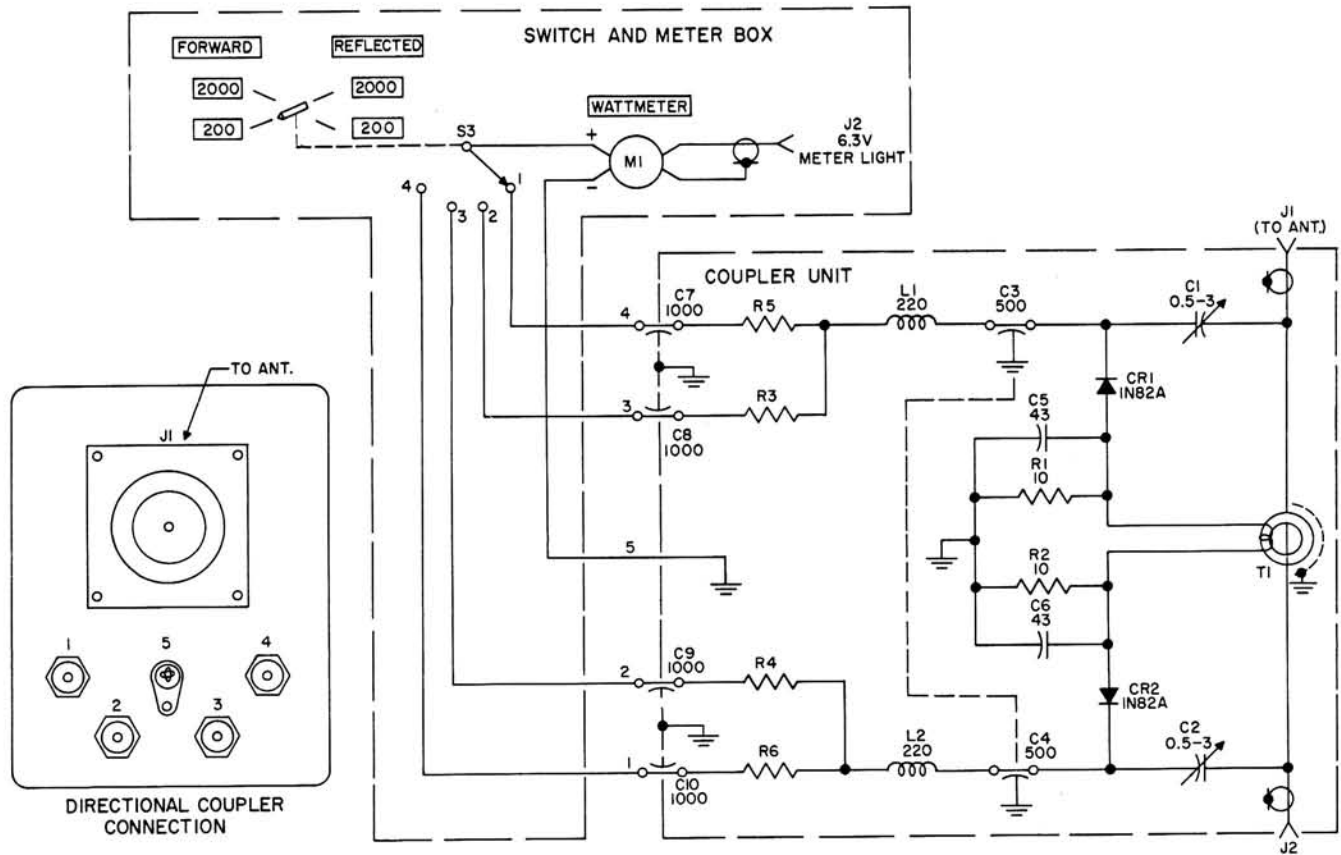 SWITCH AND METER BOX
FORWARD
REFLECTED
2000
2000
200
200
WATTMETER
S3
+
-
M1
J2
6.3V
METER LIGHT
4
3
2
1
J1
(TO ANT.)
COUPLER UNIT
4
C7
1000
R5
L1
220
C3
500
C1
0.5-3
3
C8
1000
R3
CR1
1N82A
C5
43
R1
10
5
R2
10
C6
43
T1
2
C9
1000
R4
CR2
1N82A
1
C10
1000
R6
L2
220
C4
500
C2
0.5-3
J2
TO ANT.
J1
1
5
4
2
3
DIRECTIONAL COUPLER
CONNECTION